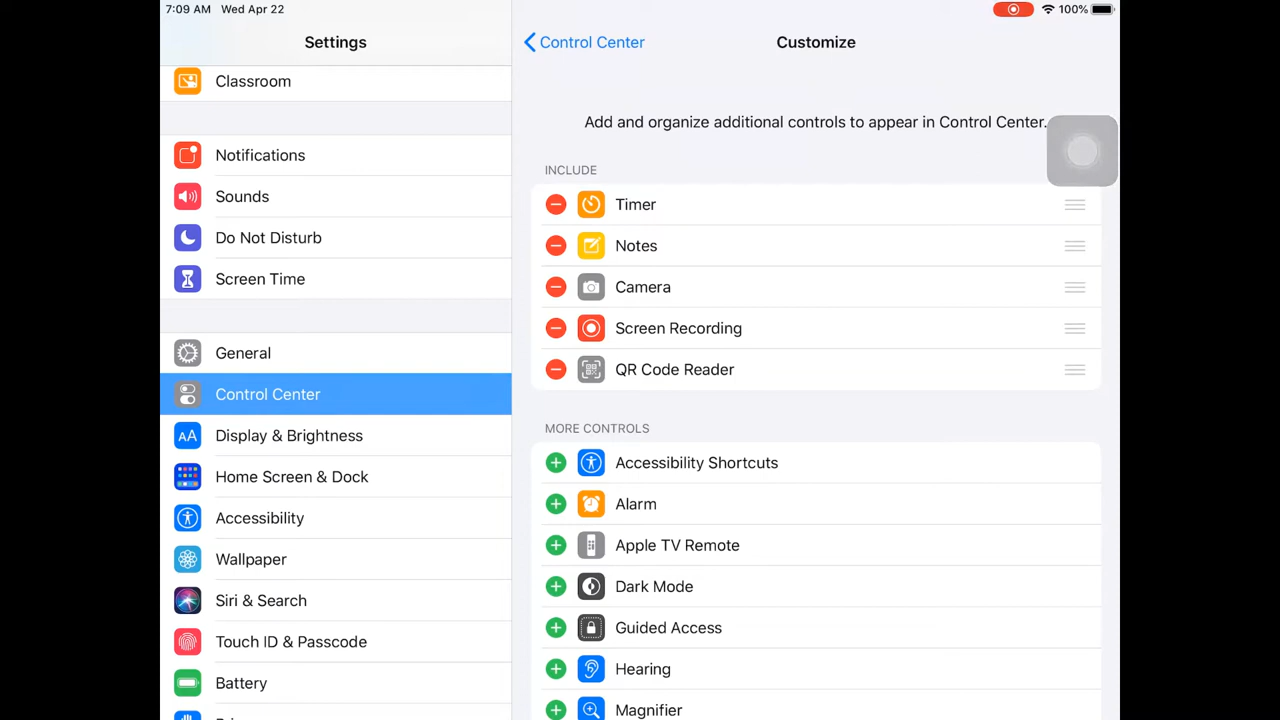 7:09 AM Wed Apr 22
100%
Settings
Classroom
Notifications
Sounds
Do Not Disturb
Screen Time
General
Control Center
Display & Brightness
Home Screen & Dock
Accessibility
Wallpaper
Siri & Search
Touch ID & Passcode
Battery
Control Center
Customize
Add and organize additional controls to appear in Control Center.
INCLUDE
Timer
Notes
Camera
Screen Recording
QR Code Reader
MORE CONTROLS
Accessibility Shortcuts
Alarm
Apple TV Remote
Dark Mode
Guided Access
Hearing
Magnifier